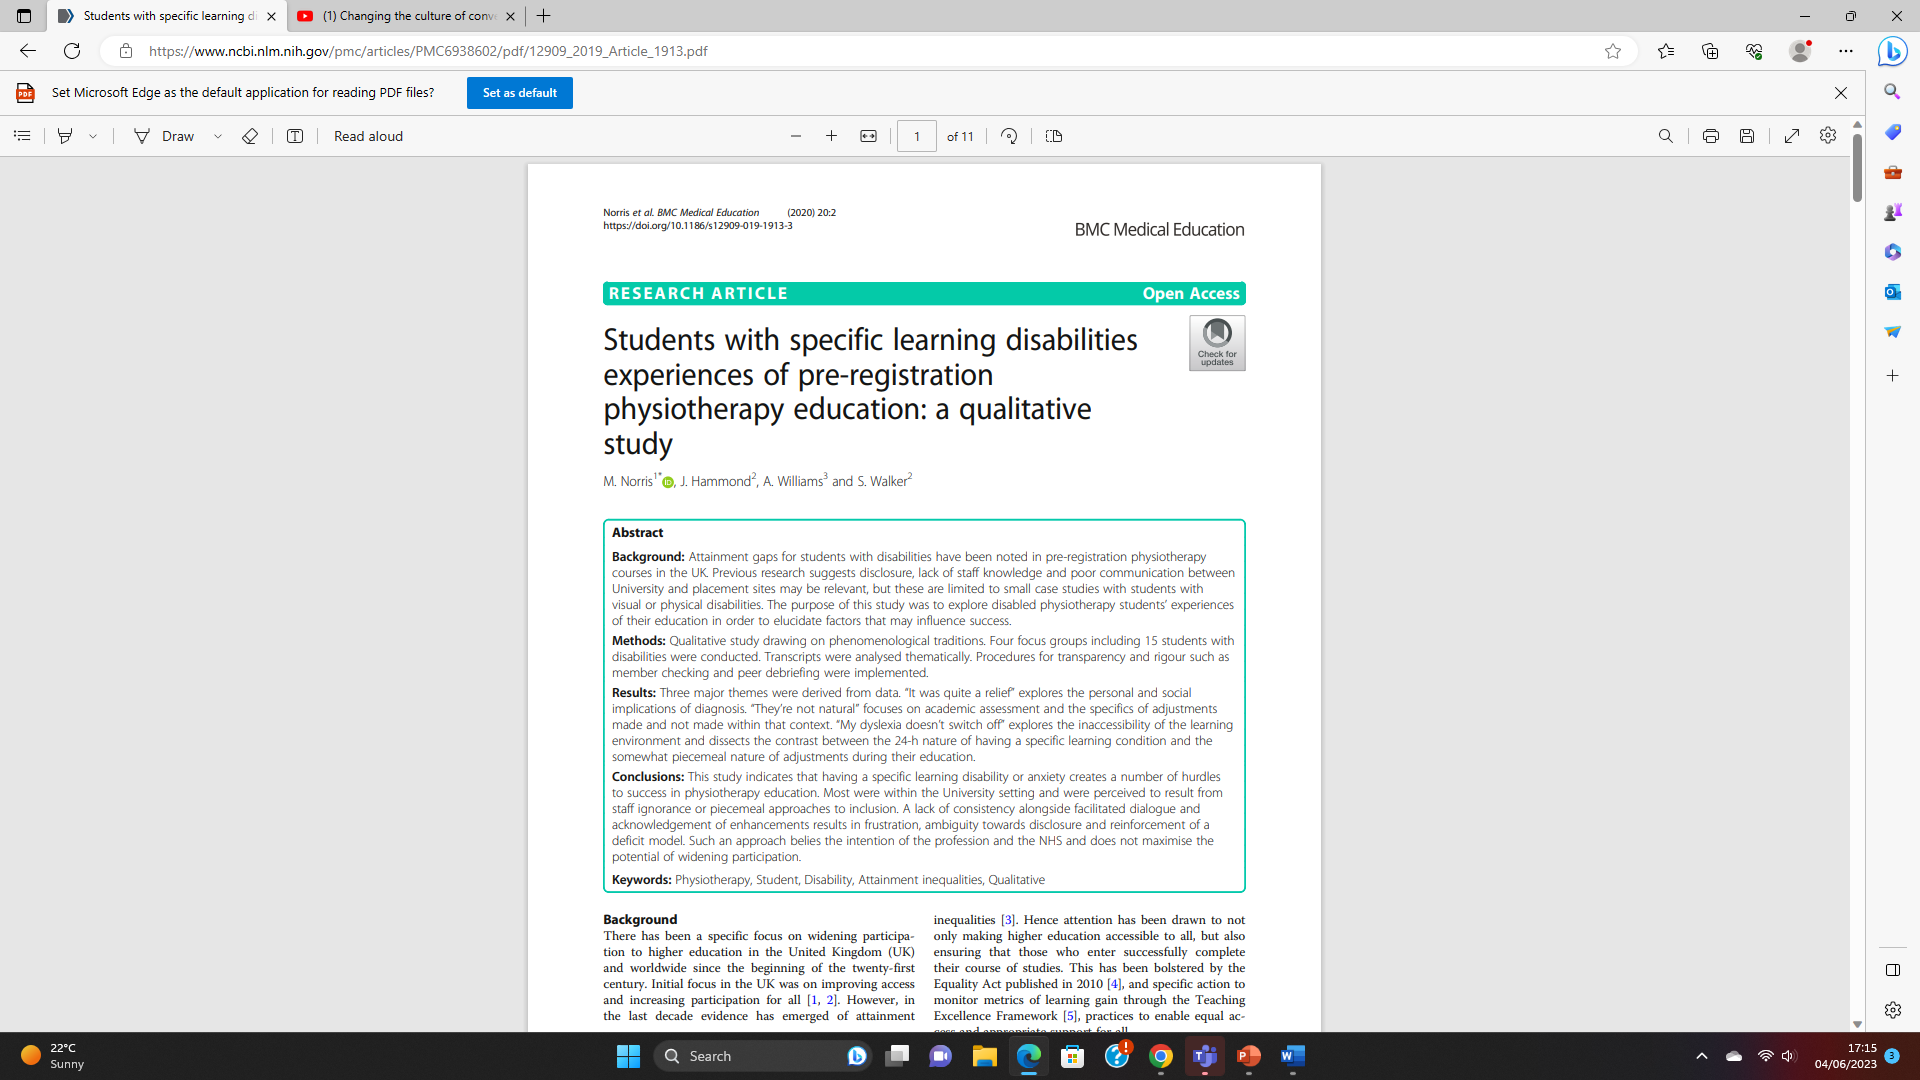 Students with specific learning di
(1) Changing the culture of conve
https://www.ncbi.nlm.nih.gov/pmc/articles/PMC6938602/pdf/12909_2019_Article_1913.pdf
Set Microsoft Edge as the default application for reading PDF files?
Set as default
Draw
Read aloud
1
of 11
Norris et al. BMC Medical Education (2020) 20:2
https://doi.org/10.1186/s12909-019-1913-3
BMC Medical Education
RESEARCH ARTICLE
Open Access
Check for
updates
Students with specific learning disabilities
experiences of pre-registration
physiotherapy education: a qualitative
study
M. Norris1*, J. Hammond2, A. Williams3 and S. Walker2
Abstract
Background: Attainment gaps for students with disabilities have been noted in pre-registration physiotherapy
courses in the UK. Previous research suggests disclosure, lack of staff knowledge and poor communication between
University and placement sites may be relevant, but these are limited to small case studies with students with
visual or physical disabilities. The purpose of this study was to explore disabled physiotherapy students' experiences
of their education in order to elucidate factors that may influence success.
Methods: Qualitative study drawing on phenomenological traditions. Four focus groups including 15 students with
disabilities were conducted. Transcripts were analysed thematically. Procedures for transparency and rigour such as
member checking and peer debriefing were implemented.
Results: Three major themes were derived from data. "It was quite a relief" explores the personal and social
implications of diagnosis. "They're not natural" focuses on academic assessment and the specifics of adjustments
made and not made within that context. "My dyslexia doesn't switch off" explores the inaccessibility of the learning
environment and dissects the contrast between the 24-h nature of having a specific learning condition and the
somewhat piecemeal nature of adjustments during their education.
Conclusions: This study indicates that having a specific learning disability or anxiety creates a number of hurdles
to success in physiotherapy education. Most were within the University setting and were perceived to result from
staff ignorance or piecemeal approaches to inclusion. A lack of consistency alongside facilitated dialogue and
acknowledgement of enhancements results in frustration, ambiguity towards disclosure and reinforcement of a
deficit model. Such an approach belies the intention of the profession and the NHS and does not maximise the
potential of widening participation.
Keywords: Physiotherapy, Student, Disability, Attainment inequalities, Qualitative
Background
There has been a specific focus on widening participa-
tion to higher education in the United Kingdom (UK)
and worldwide since the beginning of the twenty-first
century. Initial focus in the UK was on improving access
and increasing participation for all [1, 2]. However, in
the last decade evidence has emerged of attainment
inequalities [3]. Hence attention has been drawn to not
only making higher education accessible to all, but also
ensuring that those who enter successfully complete
their course of studies. This has been bolstered by the
Equality Act published in 2010 [4], and specific action to
monitor metrics of learning gain through the Teaching
Excellence Framework [5], practices to enable equal ac-
cess and appropriate support for all
22°C
Sunny
Search
17:15
04/06/2023
3